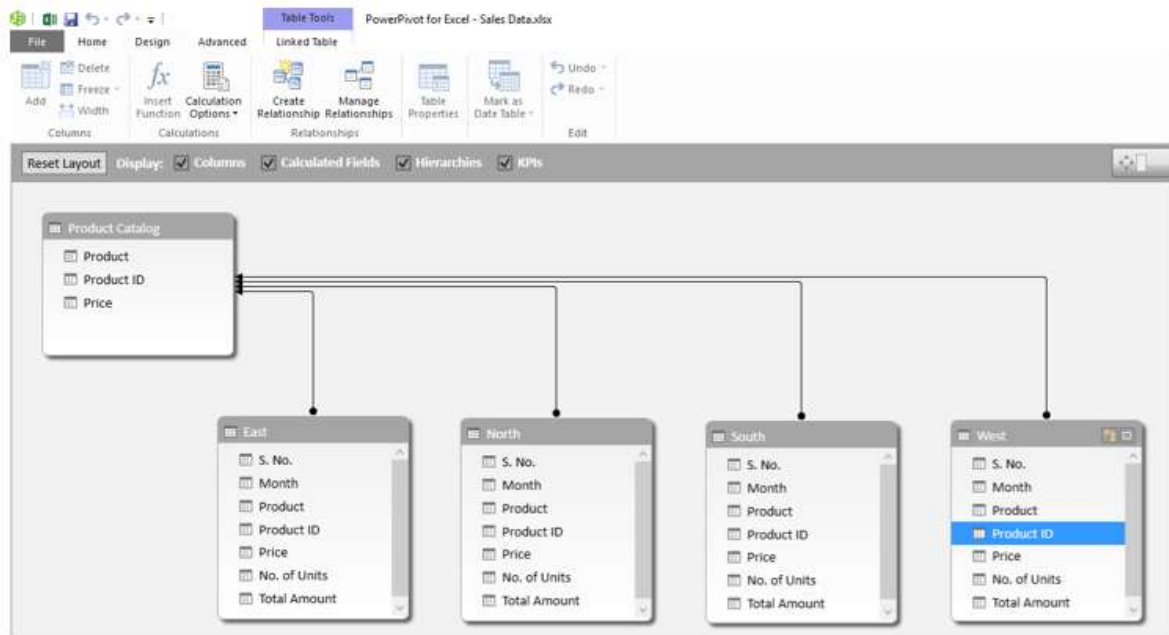 Table Tools PowerPivot for Excel - Sales Data.xlsx
File Home Design Advanced Linked Table
Add
Delete
Freeze
Width
Columns
Insert Function
Calculation Options
Calculations
Create Relationship
Manage Relationships
Relationships
Table Properties
Mark as Date Table
Undo
Redo
Edit
Reset Layout Display: Columns Calculated Fields Hierarchies KPIs
Product Catalog
Product
Product ID
Price
East
S. No.
Month
Product
Product ID
Price
No. of Units
Total Amount
North
S. No.
Month
Product
Product ID
Price
No. of Units
Total Amount
South
S. No.
Month
Product
Product ID
Price
No. of Units
Total Amount
West
S. No.
Month
Product
Product ID
Price
No. of Units
Total Amount